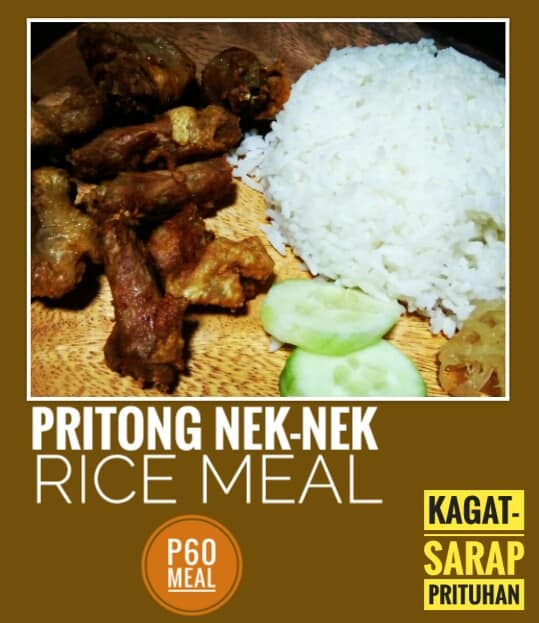 PRITONG NEK-NEK
RICE MEAL
P60
MEAL
KAGAT-
SARAP
PRITUHAN